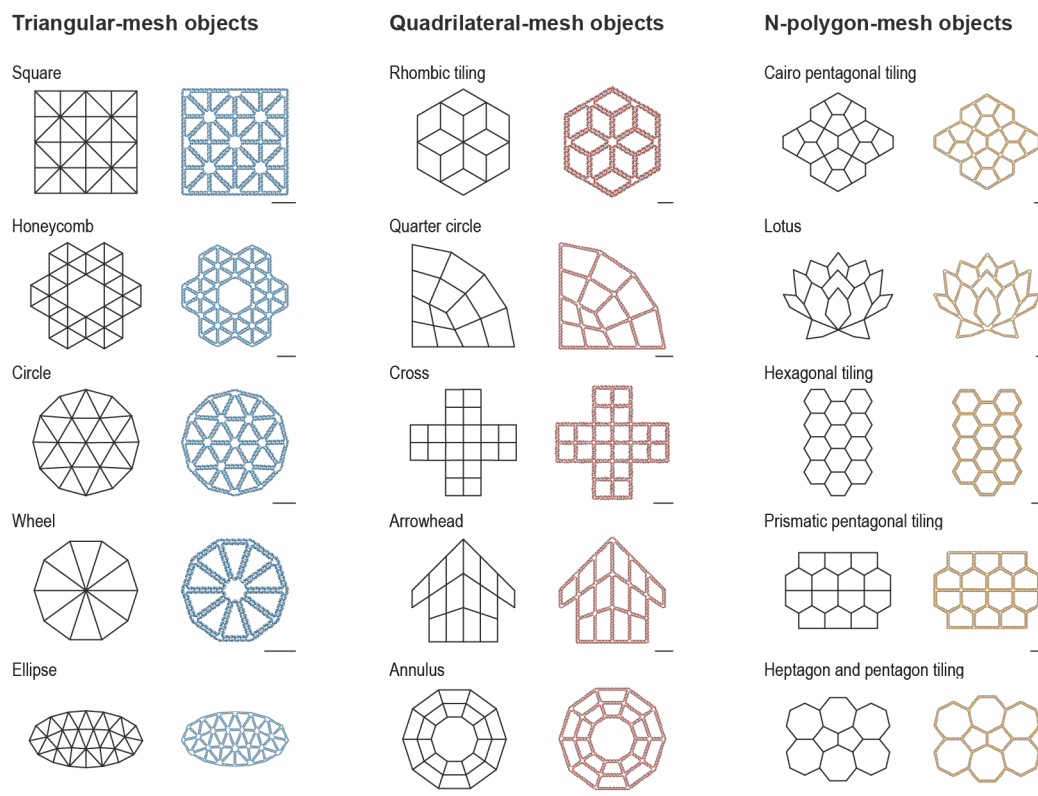 Triangular-mesh objects
Quadrilateral-mesh objects
N-polygon-mesh objects
Square
Rhombic tiling
Cairo pentagonal tiling
Honeycomb
Quarter circle
Lotus
Circle
Cross
Hexagonal tiling
Wheel
Arrowhead
Prismatic pentagonal tiling
Ellipse
Annulus
Heptagon and pentagon tiling